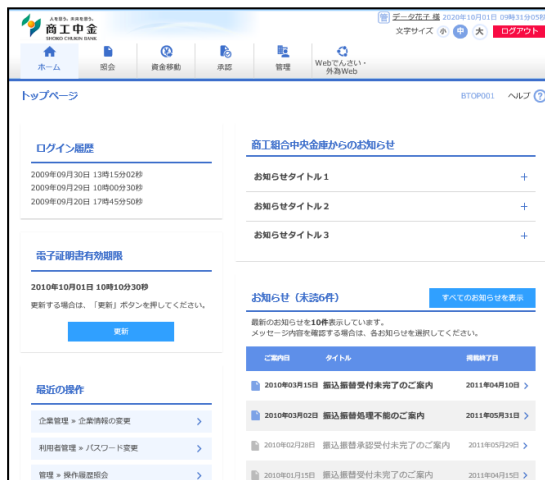 人を思う。未来を思う。
商工中金
SHOKO CHUKIN BANK
管 データ花子 様 2020年10月01日 09時31分05秒
文字サイズ 小 中 大 ログアウト
ホーム 照会 資金移動 承認 管理 Webでんさい・
外為Web
トップページ
BTOP001 ヘルプ ?
ログイン履歴
2009年09月30日 13時15分02秒
2009年09月29日 10時00分30秒
2009年09月20日 17時45分50秒
電子証明書有効期限
2010年10月01日 10時10分30秒
更新する場合は、「更新」ボタンを押してください。
更新
最近の操作
企業管理 » 企業情報の変更
利用者管理 » パスワード変更
管理 » 操作履歴照会
商工組合中央金庫からのお知らせ
お知らせタイトル1
お知らせタイトル2
お知らせタイトル3
お知らせ（未読6件）
すべてのお知らせを表示
最新のお知らせを10件表示しています。
メッセージ内容を確認する場合は、各お知らせを選択してください。
ご案内日 タイトル 掲載終了日
2010年03月15日 振込振替受付未完了のご案内 2011年04月10日
2010年03月02日 振込振替処理不能のご案内 2011年05月31日
2010年02月28日 振込振替承認受付未完了のご案内 2011年05月29日
2010年01月15日 振込振替受付未完了のご案内 2011年04月15日